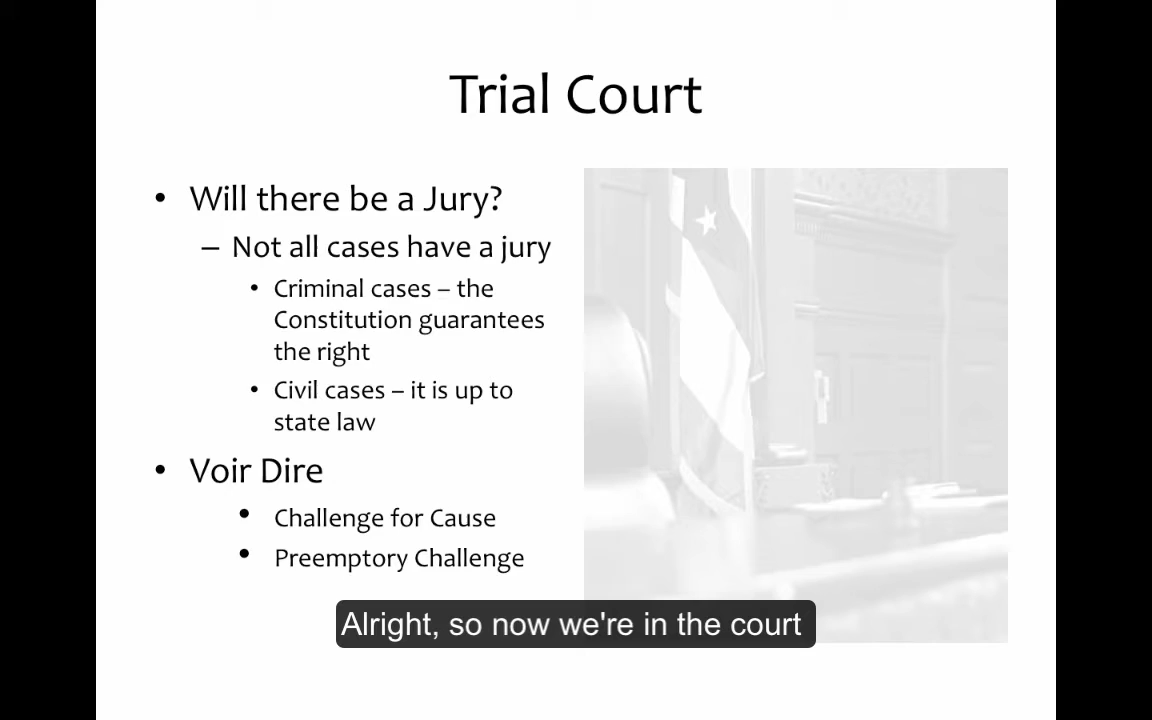 Trial Court
• Will there be a Jury?
– Not all cases have a jury
• Criminal cases – the
Constitution guarantees
the right
• Civil cases – it is up to
state law
• Voir Dire
• Challenge for Cause
• Preemptory Challenge
Alright, so now we're in the court